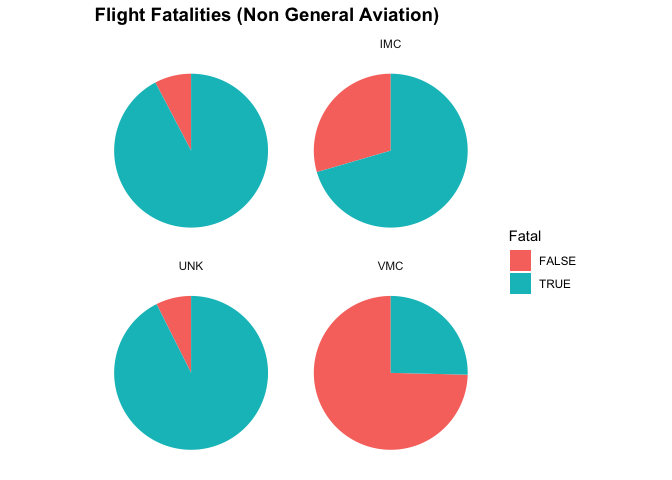 Flight Fatalities (Non General Aviation)
IMC
UNK
VMC
Fatal
FALSE
TRUE